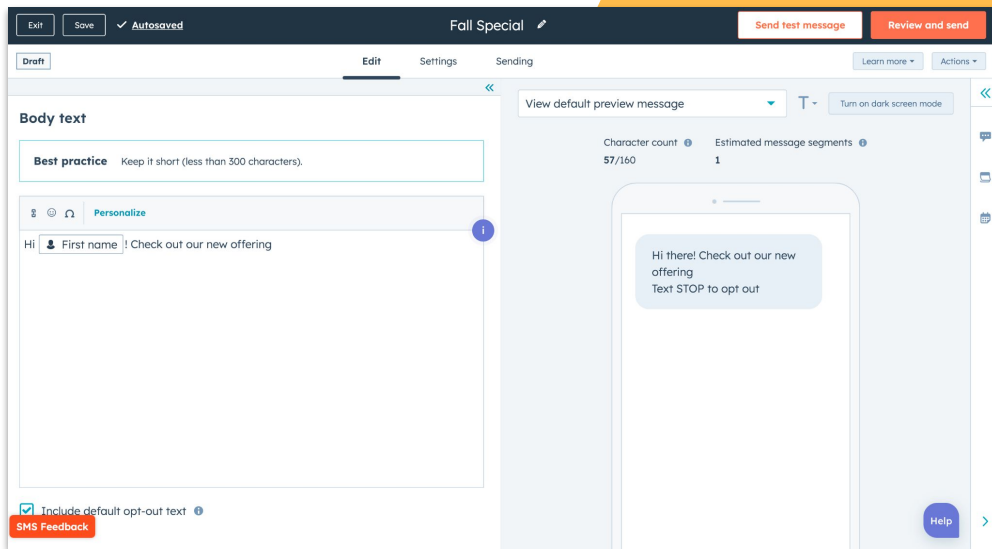 Exit
Save
Autosaved
Fall Special
Send test message
Review and send
Draft
Edit
Settings
Sending
Learn more
Actions
Body text
Best practice Keep it short (less than 300 characters).
Personalize
Hi First name ! Check out our new offering
Include default opt-out text
SMS Feedback
View default preview message
T
Turn on dark screen mode
Character count
57/160
Estimated message segments
1
Hi there! Check out our new
offering
Text STOP to opt out
Help